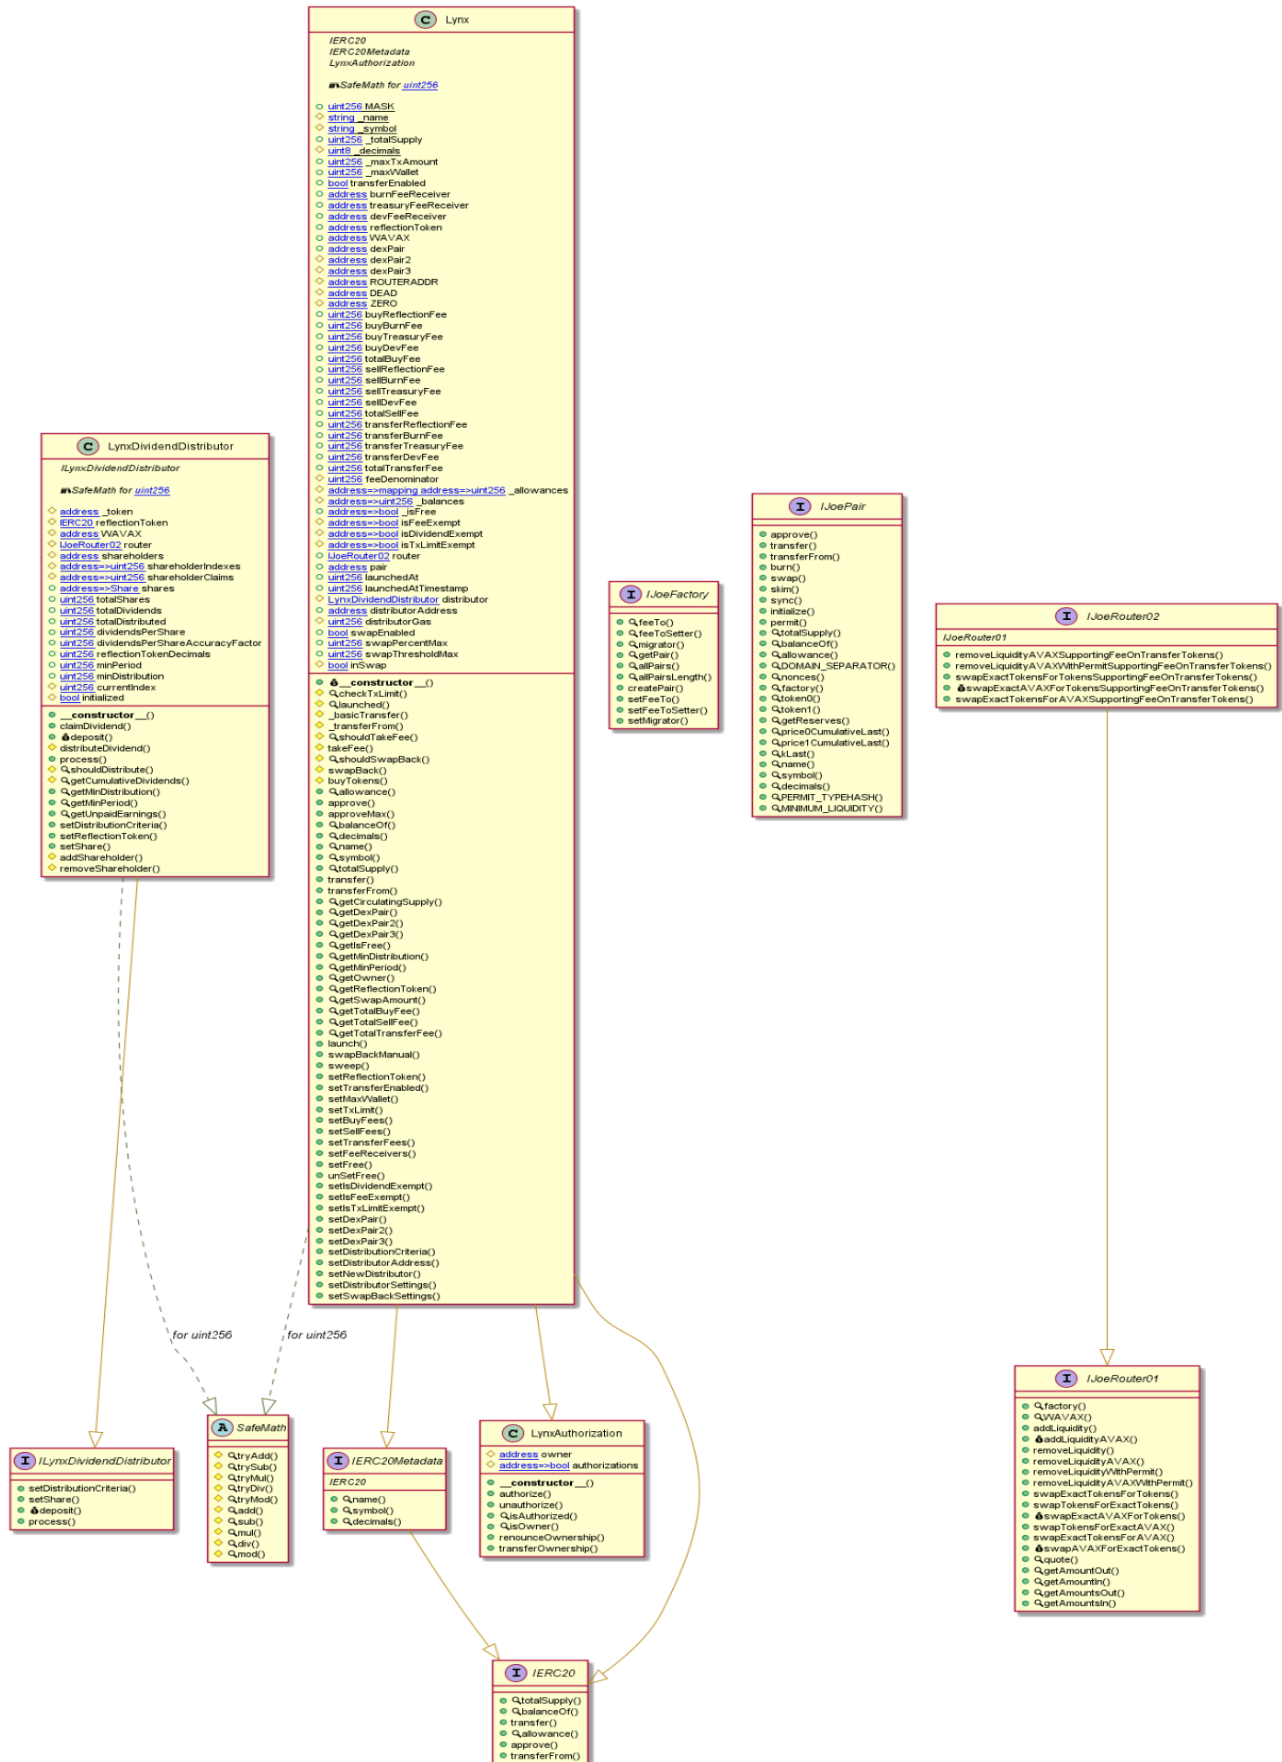 C Lynx
IERC20
IERC20Metadata
LynxAuthorization
SafeMath for uint256
uint256 MASK
string _name
string _symbol
uint256 _totalSupply
uint8 _decimals
uint256 _maxTxAmount
uint256 _maxWallet
bool transferEnabled
address burnFeeReceiver
address treasuryFeeReceiver
address devFeeReceiver
address reflectionToken
address WAVAX
address dexPair
address dexPair2
address dexPair3
address ROUTERADDR
address DEAD
address ZERO
uint256 buyReflectionFee
uint256 buyBurnFee
uint256 buyTreasuryFee
uint256 buyDevFee
uint256 totalBuyFee
uint256 sellReflectionFee
uint256 sellBurnFee
uint256 sellTreasuryFee
uint256 sellDevFee
uint256 totalSellFee
uint256 transferReflectionFee
uint256 transferBurnFee
uint256 transferTreasuryFee
uint256 transferDevFee
uint256 totalTransferFee
uint256 feeDenominator
address=>mapping address=>uint256 _allowances
address=>uint256 _balances
address=>bool _isFree
address=>bool isFeeExempt
address=>bool isDividendExempt
address=>bool isTxLimitExempt
IJoeRouter02 router
address pair
uint256 launchedAt
uint256 launchedAtTimestamp
LynxDividendDistributor distributor
address distributorAddress
uint256 distributorGas
bool swapEnabled
uint256 swapPercentMax
uint256 swapThresholdMax
bool inSwap
__constructor__()
checkTxLimit()
launched()
_basicTransfer()
_transferFrom()
shouldTakeFee()
takeFee()
shouldSwapBack()
swapBack()
buyTokens()
allowance()
approve()
approveMax()
balanceOf()
decimals()
name()
symbol()
totalSupply()
transfer()
transferFrom()
getCirculatingSupply()
getDexPair()
getDexPair2()
getDexPair3()
getIsFree()
getMinDistribution()
getMinPeriod()
getOwner()
getReflectionToken()
getSwapAmount()
getTotalBuyFee()
getTotalSellFee()
getTotalTransferFee()
launch()
swapBackManual()
sweep()
setReflectionToken()
setTransferEnabled()
setMaxWallet()
setTxLimit()
setBuyFees()
setSellFees()
setTransferFees()
setFeeReceivers()
setFree()
unSetFree()
setIsDividendExempt()
setIsFeeExempt()
setIsTxLimitExempt()
setDexPair()
setDexPair2()
setDexPair3()
setDistributionCriteria()
setDistributorAddress()
setNewDistributor()
setDistributorSettings()
setSwapBackSettings()
C LynxDividendDistributor
ILynxDividendDistributor
SafeMath for uint256
address _token
IERC20 reflectionToken
address WAVAX
IJoeRouter02 router
address shareholders
address=>uint256 shareholderIndexes
address=>uint256 shareholderClaims
address=>Share shares
uint256 totalShares
uint256 totalDividends
uint256 totalDistributed
uint256 dividendsPerShare
uint256 dividendsPerShareAccuracyFactor
uint256 reflectionTokenDecimals
uint256 minPeriod
uint256 minDistribution
uint256 currentIndex
bool initialized
__constructor__()
claimDividend()
deposit()
distributeDividend()
process()
shouldDistribute()
getCumulativeDividends()
getMinDistribution()
getMinPeriod()
getUnpaidEarnings()
setDistributionCriteria()
setReflectionToken()
setShare()
addShareholder()
removeShareholder()
I IJoeFactory
feeTo()
feeToSetter()
migrator()
getPair()
allPairs()
allPairsLength()
createPair()
setFeeTo()
setFeeToSetter()
setMigrator()
I IJoePair
approve()
transfer()
transferFrom()
burn()
swap()
skim()
sync()
initialize()
permit()
totalSupply()
balanceOf()
allowance()
DOMAIN_SEPARATOR()
nonces()
factory()
token0()
token1()
getReserves()
price0CumulativeLast()
price1CumulativeLast()
kLast()
name()
symbol()
decimals()
PERMIT_TYPEHASH()
MINIMUM_LIQUIDITY()
I IJoeRouter02
IJoeRouter01
removeLiquidityAVAXSupportingFeeOnTransferTokens()
removeLiquidityAVAXWithPermitSupportingFeeOnTransferTokens()
swapExactTokensForTokensSupportingFeeOnTransferTokens()
swapExactAVAXForTokensSupportingFeeOnTransferTokens()
swapExactTokensForAVAXSupportingFeeOnTransferTokens()
for uint256
for uint256
I ILynxDividendDistributor
setDistributionCriteria()
setShare()
deposit()
process()
A SafeMath
tryAdd()
trySub()
tryMul()
tryDiv()
tryMod()
add()
sub()
mul()
div()
mod()
I IERC20Metadata
IERC20
name()
symbol()
decimals()
C LynxAuthorization
address owner
address=>bool authorizations
__constructor__()
authorize()
unauthorize()
isAuthorized()
isOwner()
renounceOwnership()
transferOwnership()
I IJoeRouter01
factory()
WAVAX()
addLiquidity()
addLiquidityAVAX()
removeLiquidity()
removeLiquidityAVAX()
removeLiquidityWithPermit()
removeLiquidityAVAXWithPermit()
swapExactTokensForTokens()
swapTokensForExactTokens()
swapExactAVAXForTokens()
swapTokensForExactAVAX()
swapExactTokensForAVAX()
swapAVAXForExactTokens()
quote()
getAmountOut()
getAmountIn()
getAmountsOut()
getAmountsIn()
I IERC20
totalSupply()
balanceOf()
transfer()
allowance()
approve()
transferFrom()